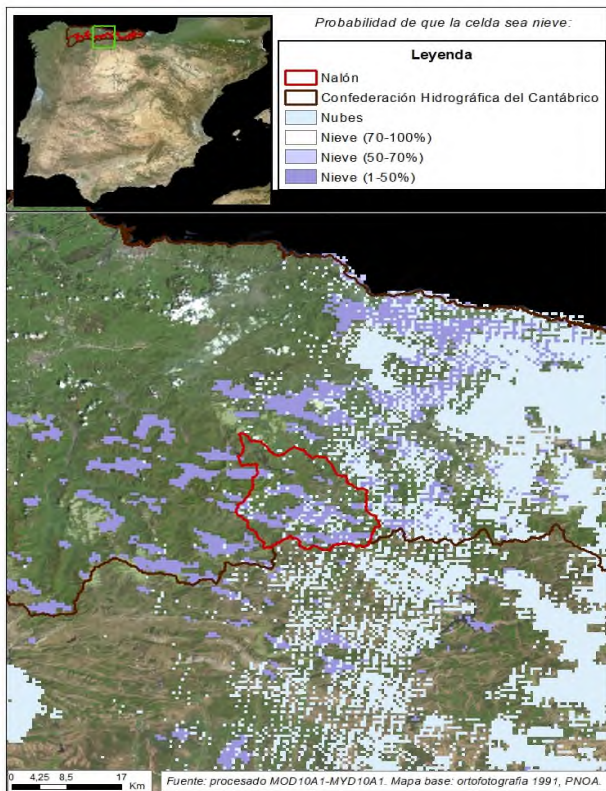 Probabilidad de que la celda sea nieve:
Leyenda
Nalón
Confederación Hidrográfica del Cantábrico
Nubes
Nieve (70-100%)
Nieve (50-70%)
Nieve (1-50%)
0 4,25 8,5 17
Km
Fuente: procesado MOD10A1-MYD10A1. Mapa base: ortofotografia 1991, PNOA.